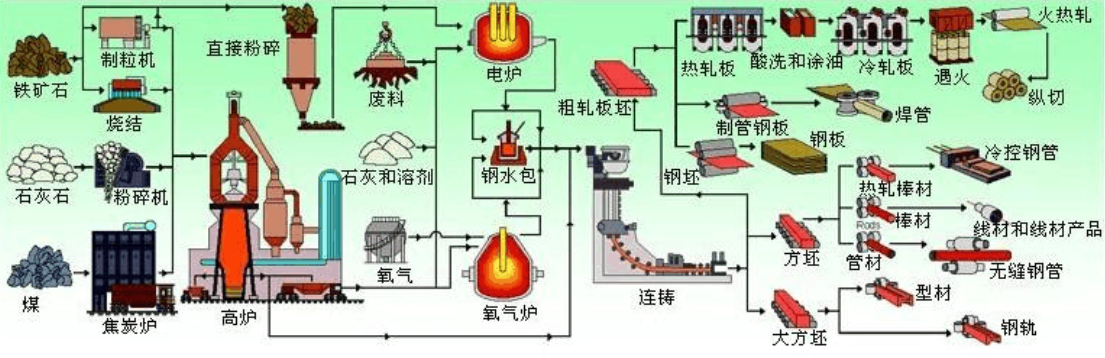 铁矿石
制粒机
烧结
石灰石
粉碎机
煤
焦炭炉
直接粉碎
高炉
废料
石灰和溶剂
氧气
电炉
钢水包
氧气炉
连铸
粗轧板坯
热轧板
酸洗和涂油
冷轧板
遇火
火热轧
纵切
制管钢板
焊管
钢坯
钢板
方坯
热轧棒材
冷控钢管
Rods
棒材
线材和线材产品
管材
无缝钢管
大方坯
型材
钢轨